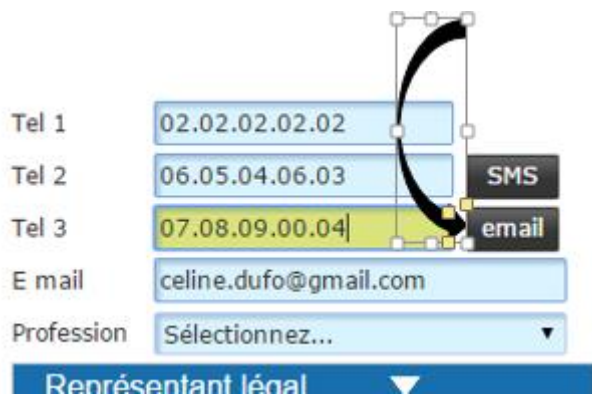 Tel 1 02.02.02.02.02
Tel 2 06.05.04.06.03 SMS
Tel 3 07.08.09.00.04 email
E mail celine.dufo@gmail.com
Profession Sélectionnez...
Représentant légal